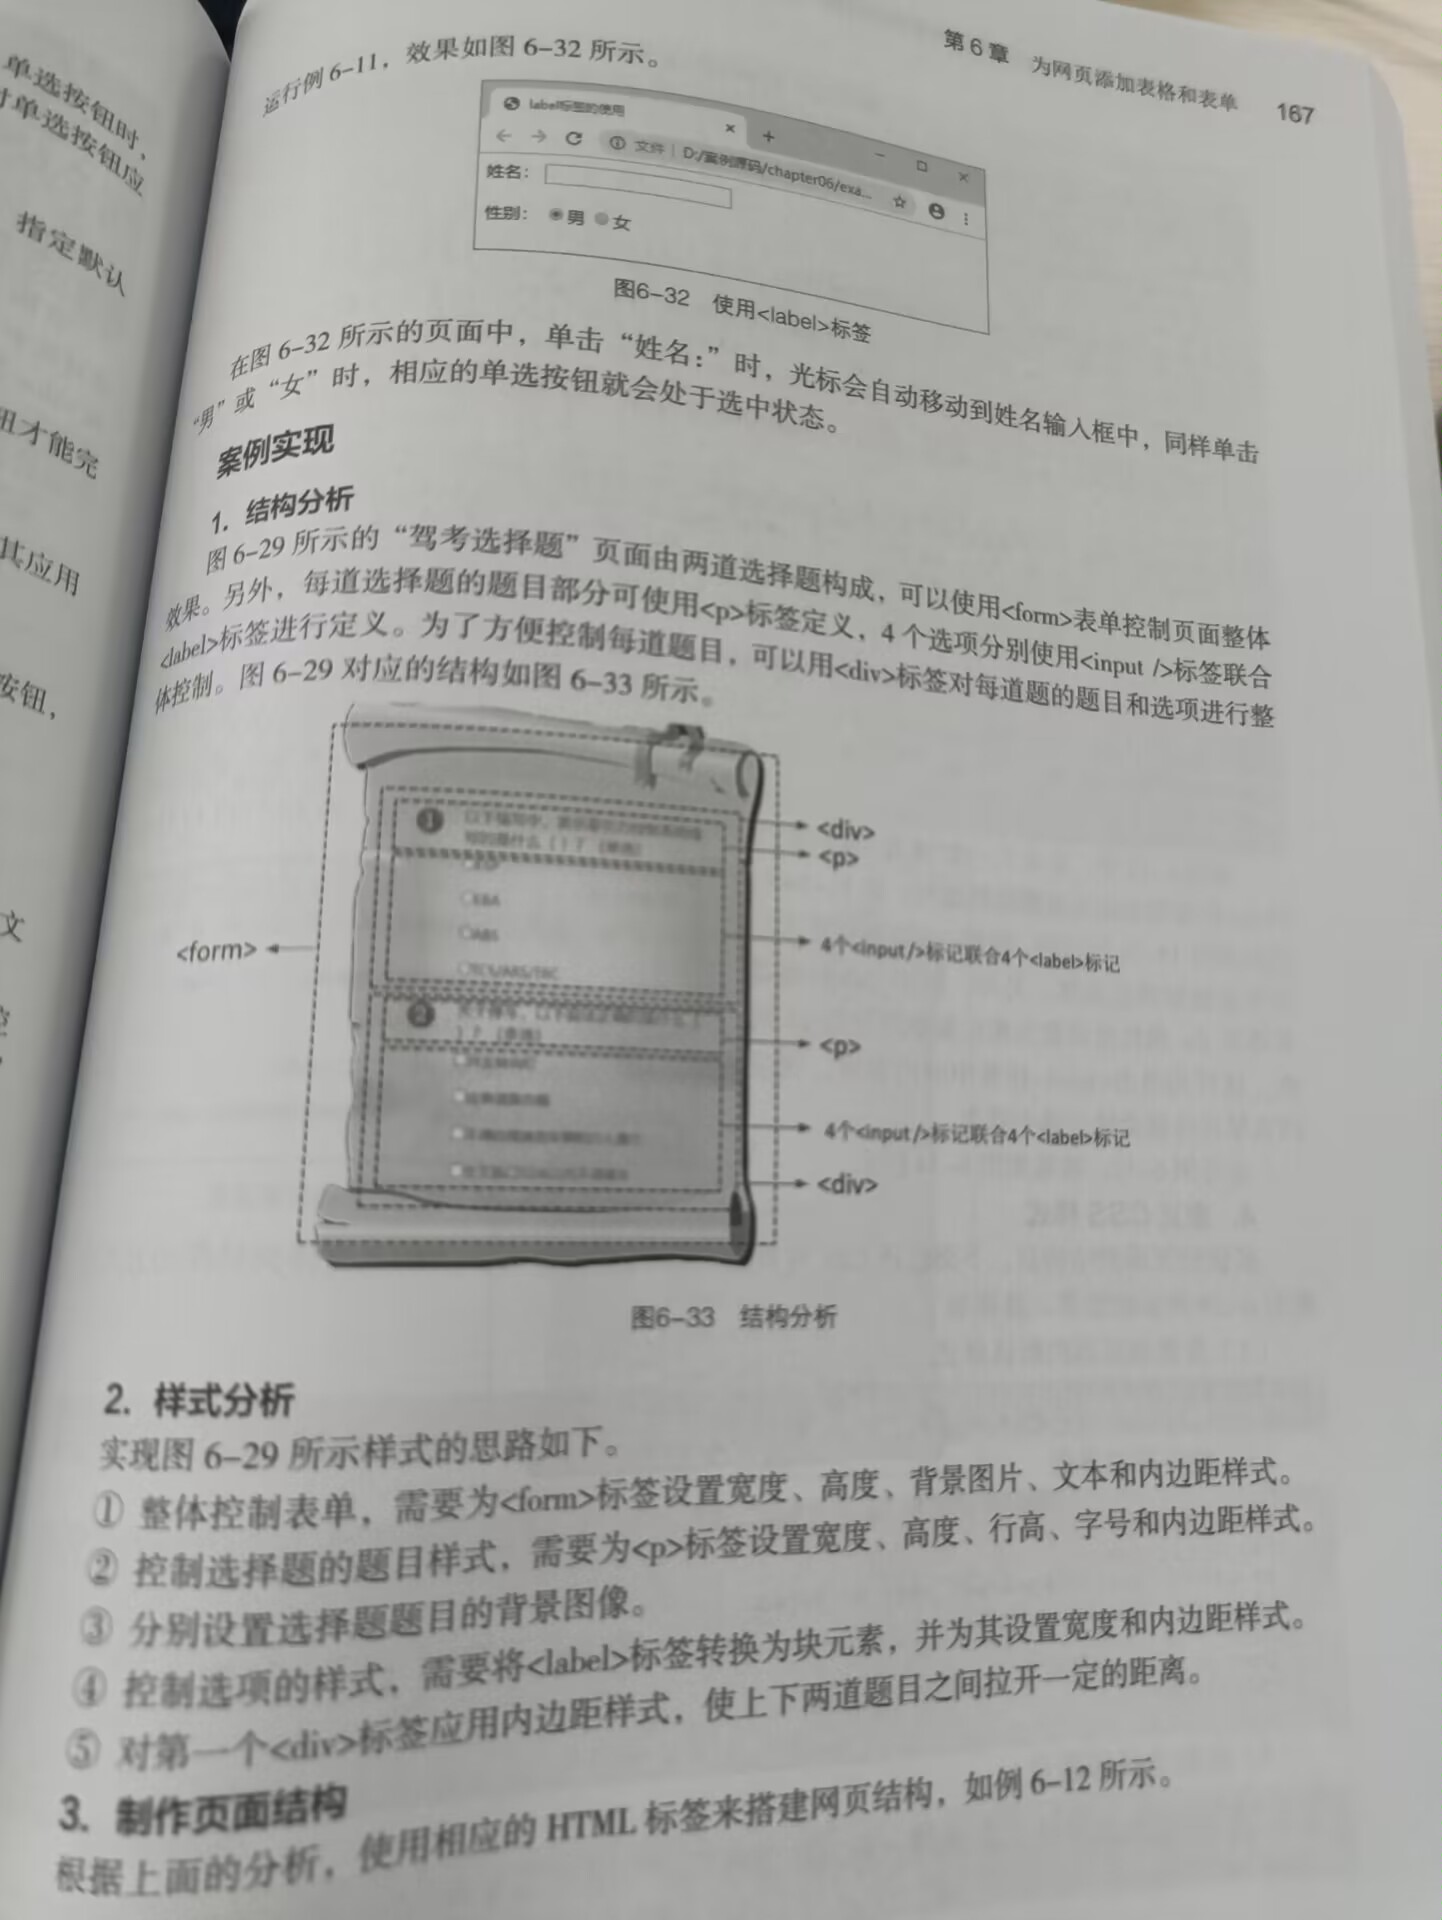 单选按钮时，
单选按钮应
指定默认
钮才能完
其应用
按钮，
文
第6章 为网页添加表格和表单 167
运行例 6-11，效果如图 6-32 所示。
label标签的使用
文件 | D:/案例源码/chapter06/exa...
姓名：
性别： 男 女
图6-32 使用<label>标签
在图 6-32 所示的页面中，单击“姓名：”时，光标会自动移动到姓名输入框中，同样单击
“男”或“女”时，相应的单选按钮就会处于选中状态。
案例实现
1. 结构分析
图 6-29 所示的“驾考选择题”页面由两道选择题构成，可以使用<form>表单控制页面整体
效果。另外，每道选择题的题目部分可使用<p>标签定义，4 个选项分别使用<input />标签联合
<label>标签进行定义。为了方便控制每道题目，可以用<div>标签对每道题的题目和选项进行整
体控制。图 6-29 对应的结构如图 6-33 所示。
1
<div>
<p>
EBA
ABS
<form>
4个<input/>标记联合4个<label>标记
2
<p>
4个<input/>标记联合4个<label>标记
<div>
图6-33 结构分析
2. 样式分析
实现图 6-29 所示样式的思路如下。
① 整体控制表单，需要为<form>标签设置宽度、高度、背景图片、文本和内边距样式。
② 控制选择题的题目样式，需要为<p>标签设置宽度、高度、行高、字号和内边距样式。
③ 分别设置选择题题目的背景图像。
④ 控制选项的样式，需要将<label>标签转换为块元素，并为其设置宽度和内边距样式。
⑤ 对第一个<div>标签应用内边距样式，使上下两道题目之间拉开一定的距离。
3. 制作页面结构
根据上面的分析，使用相应的 HTML 标签来搭建网页结构，如例 6-12 所示。